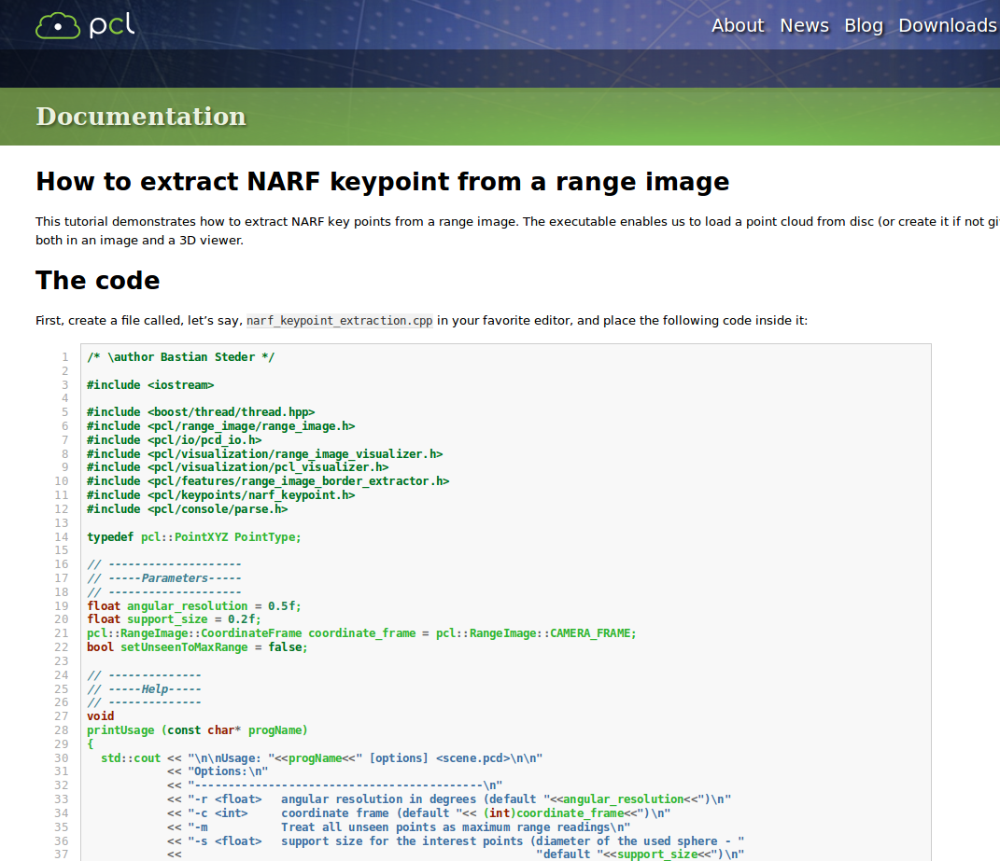 pcl
Documentation News Blog Downloads
Documentation
How to extract NARF keypoint from a range image
This tutorial demonstrates how to extract NARF key points from a range image. The executable enables us to load a point cloud from disc (or create it if not gi
both in an image and a 3D viewer.
The code
First, create a file called, let’s say, narf_keypoint_extraction.cpp in your favorite editor, and place the following code inside it:
1 /* \author Bastian Steder */
2
3 #include <iostream>
4
5 #include <boost/thread/thread.hpp>
6 #include <pcl/range_image/range_image.h>
7 #include <pcl/io/pcd_io.h>
8 #include <pcl/visualization/range_image_visualizer.h>
9 #include <pcl/visualization/pcl_visualizer.h>
10 #include <pcl/features/range_image_border_extractor.h>
11 #include <pcl/keypoints/narf_keypoint.h>
12 #include <pcl/console/parse.h>
13
14 typedef pcl::PointXYZ PointType;
15
16 // --------------------
17 // -----Parameters-----
18 // --------------------
19 float angular_resolution = 0.5f;
20 float support_size = 0.2f;
21 pcl::RangeImage::CoordinateFrame coordinate_frame = pcl::RangeImage::CAMERA_FRAME;
22 bool setUnseenToMaxRange = false;
23
24 // --------------
25 // -----Help-----
26 // --------------
27 void
28 printUsage (const char* progName)
29 {
30   std::cout << "\n\nUsage: "<<progName<<" [options] <scene.pcd>\n\n"
31             << "Options:\n"
32             << "-------------------------------------------\n"
33             << "-r <float>   angular resolution in degrees (default "<<angular_resolution<<")\n"
34             << "-c <int>     coordinate frame (default "<< (int)coordinate_frame<<")\n"
35             << "-m           Treat all unseen points as maximum range readings\n"
36             << "-s <float>   support size for the interest points (diameter of the used sphere - "
37             <<                                                     "default "<<support_size<<")\n"